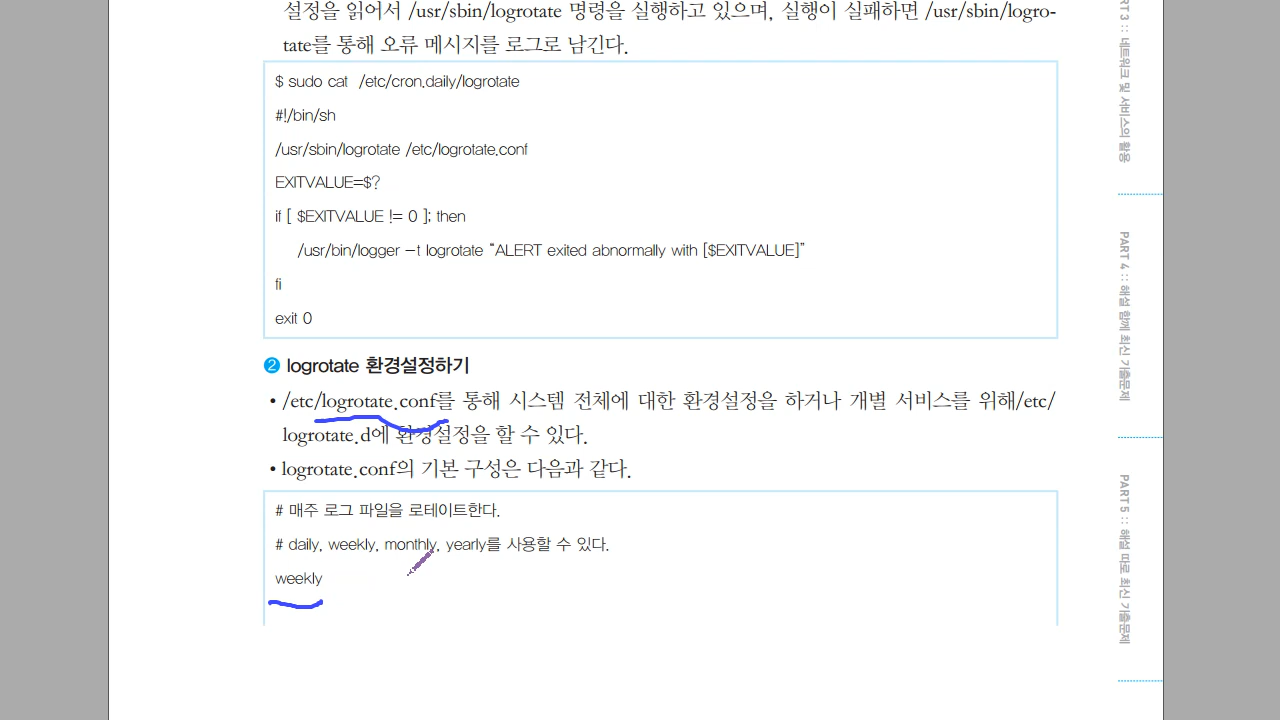 설정을 읽어서 /usr/sbin/logrotate 명령을 실행하고 있으며, 실행이 실패하면 /usr/sbin/logro-
tate를 통해 오류 메시지를 로그로 남긴다.
$ sudo cat /etc/cron.daily/logrotate
#!/bin/sh
/usr/sbin/logrotate /etc/logrotate.conf
EXITVALUE=$?
if [ $EXITVALUE != 0 ]; then
/usr/bin/logger –t logrotate “ALERT exited abnormally with [$EXITVALUE]”
fi
exit 0
2 logrotate 환경설정하기
• /etc/logrotate.conf를 통해 시스템 전체에 대한 환경설정을 하거나 개별 서비스를 위해/etc/
logrotate.d에 환경설정을 할 수 있다.
• logrotate.conf의 기본 구성은 다음과 같다.
# 매주 로그 파일을 로테이트한다.
# daily, weekly, monthly, yearly를 사용할 수 있다.
weekly
RT 3 :: 네트워크 및 서비스의 활용
PART 4 :: 해설 함께 최신 기출문제
PART 5 :: 해설 따로 최신 기출문제